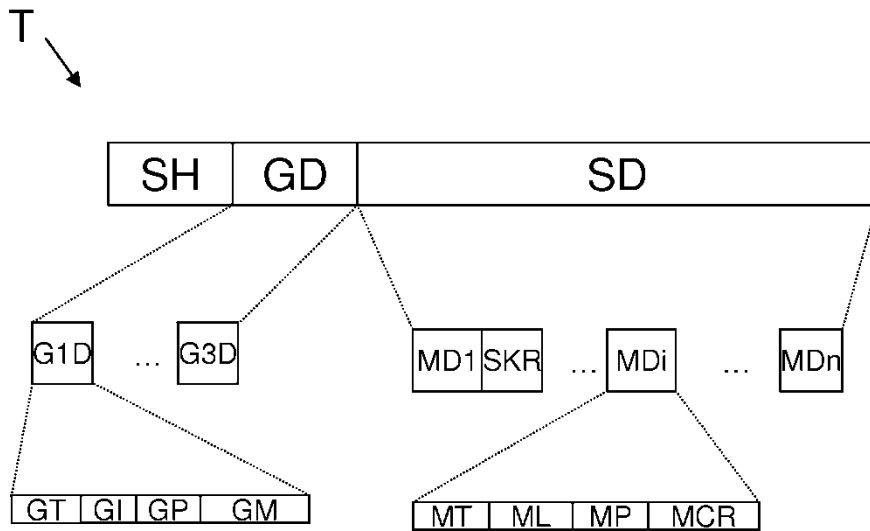 T
SH GD SD
G1D ... G3D MD1 SKR ... MDi ... MDn
GT GI GP GM MT ML MP MCR